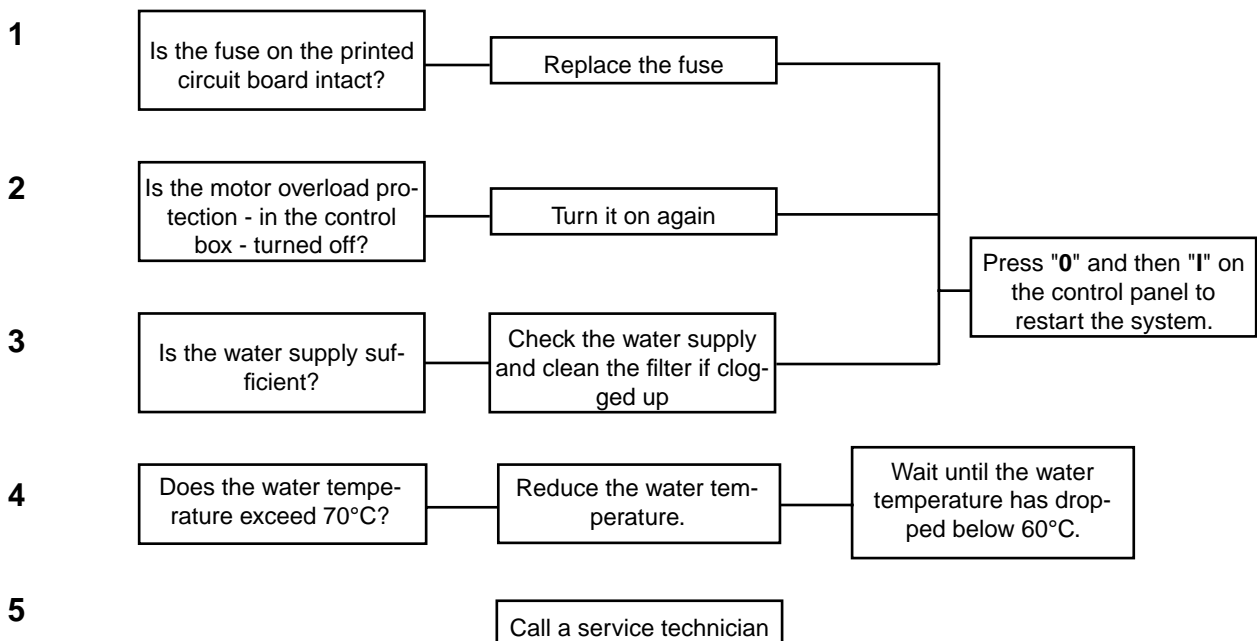 1
Is the fuse on the printed
circuit board intact?
Replace the fuse
2
Is the motor overload pro-
tection - in the control
box - turned off?
Turn it on again
Press "0" and then "I" on
the control panel to
restart the system.
3
Is the water supply suf-
ficient?
Check the water supply
and clean the filter if clog-
ged up
4
Does the water tempe-
rature exceed 70°C?
Reduce the water tem-
perature.
Wait until the water
temperature has drop-
ped below 60°C.
5
Call a service technician